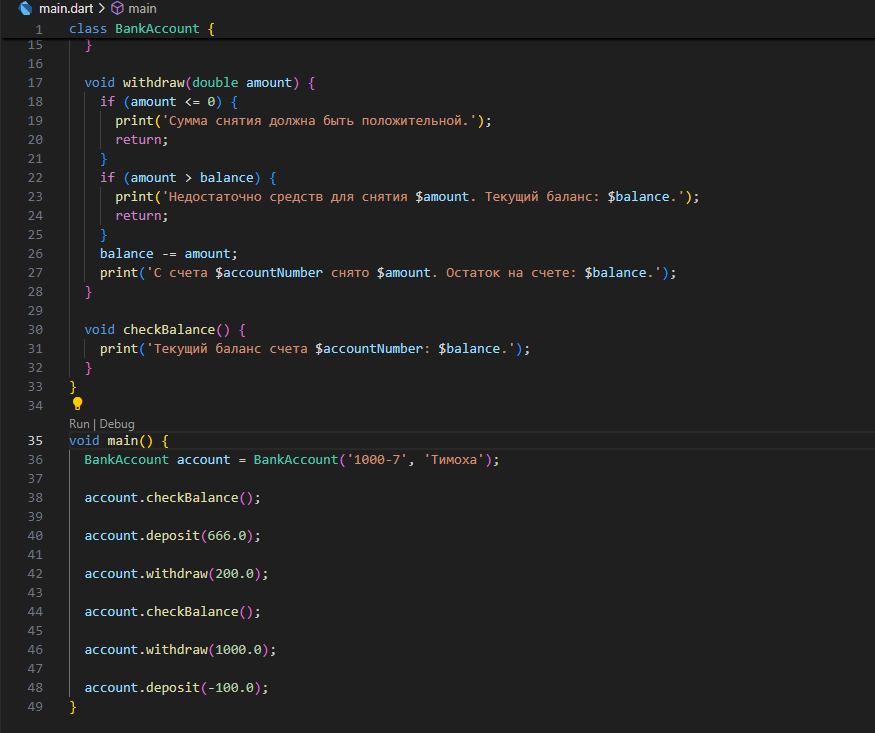 main.dart > main
1 class BankAccount {
15 }
16
17 void withdraw(double amount) {
18 if (amount <= 0) {
19 print('Сумма снятия должна быть положительной.');
20 return;
21 }
22 if (amount > balance) {
23 print('Недостаточно средств для снятия $amount. Текущий баланс: $balance.');
24 return;
25 }
26 balance -= amount;
27 print('С счета $accountNumber снято $amount. Остаток на счете: $balance.');
28 }
29
30 void checkBalance() {
31 print('Текущий баланс счета $accountNumber: $balance.');
32 }
33 }
34
Run | Debug
35 void main() {
36 BankAccount account = BankAccount('1000-7', 'Тимоха');
37
38 account.checkBalance();
39
40 account.deposit(666.0);
41
42 account.withdraw(200.0);
43
44 account.checkBalance();
45
46 account.withdraw(1000.0);
47
48 account.deposit(-100.0);
49 }